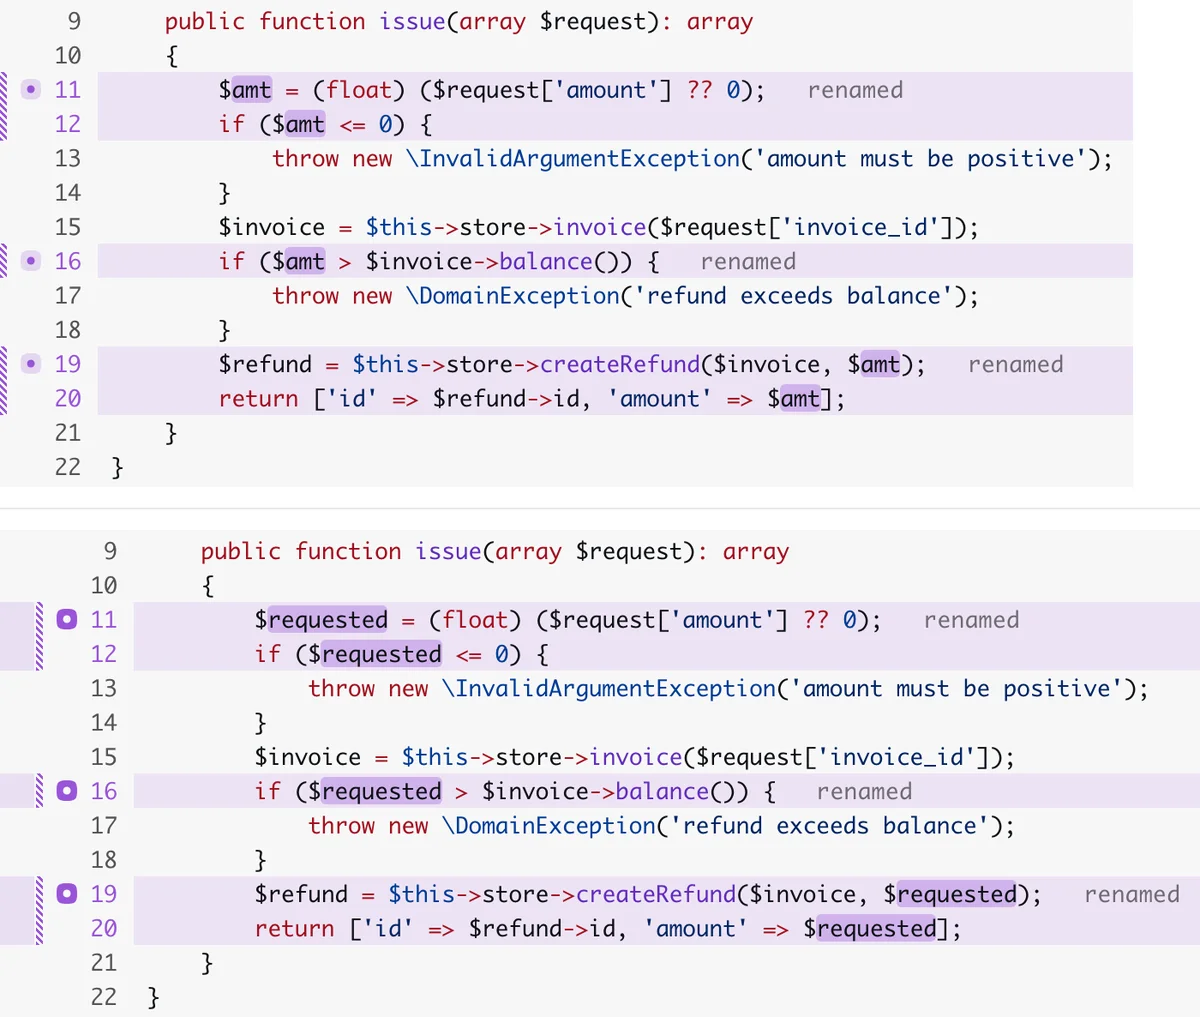 9 public function issue(array $request): array
10 {
11 $amt = (float) ($request['amount'] ?? 0); renamed
12 if ($amt <= 0) {
13 throw new \InvalidArgumentException('amount must be positive');
14 }
15 $invoice = $this->store->invoice($request['invoice_id']);
16 if ($amt > $invoice->balance()) { renamed
17 throw new \DomainException('refund exceeds balance');
18 }
19 $refund = $this->store->createRefund($invoice, $amt); renamed
20 return ['id' => $refund->id, 'amount' => $amt];
21 }
22 }
9 public function issue(array $request): array
10 {
11 $requested = (float) ($request['amount'] ?? 0); renamed
12 if ($requested <= 0) {
13 throw new \InvalidArgumentException('amount must be positive');
14 }
15 $invoice = $this->store->invoice($request['invoice_id']);
16 if ($requested > $invoice->balance()) { renamed
17 throw new \DomainException('refund exceeds balance');
18 }
19 $refund = $this->store->createRefund($invoice, $requested); renamed
20 return ['id' => $refund->id, 'amount' => $requested];
21 }
22 }